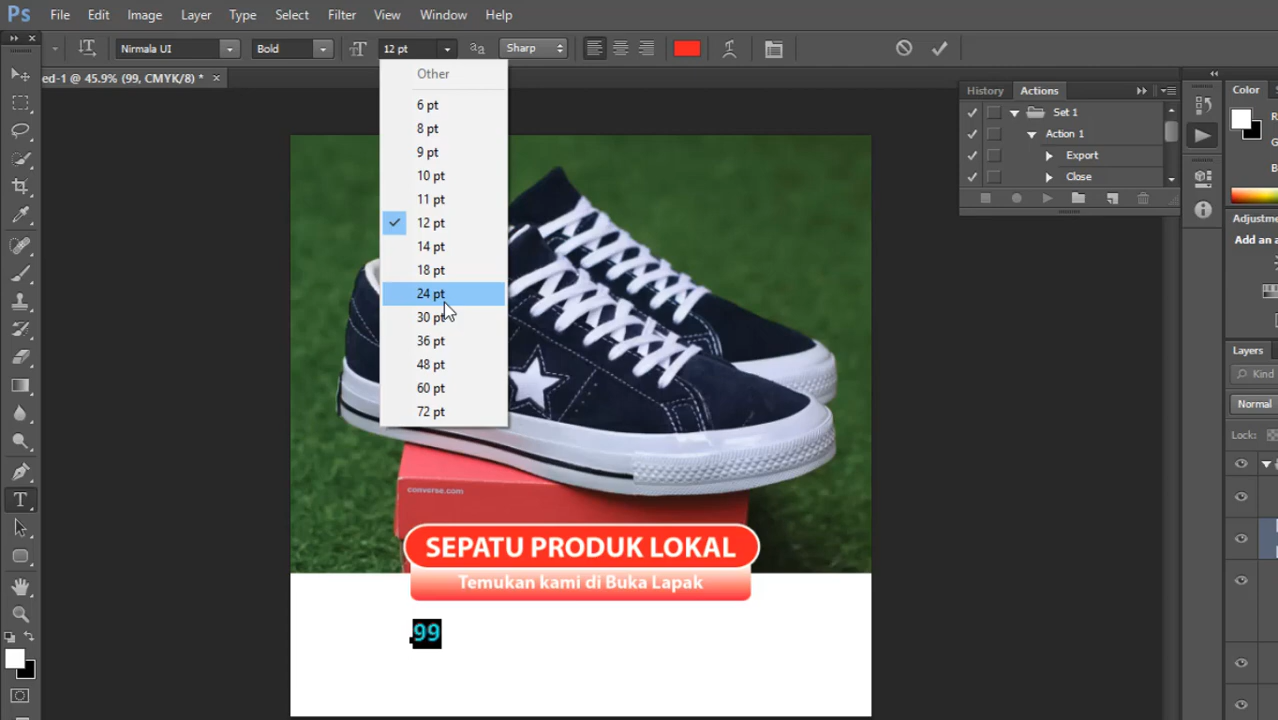 Ps File Edit Image Layer Type Select Filter View Window Help
T Nirmala UI Bold T 12 pt aa Sharp
ed-1 @ 45.9% (99, CMYK/8) * ×
Other
6 pt
8 pt
9 pt
10 pt
11 pt
12 pt
14 pt
18 pt
24 pt
30 pt
36 pt
48 pt
60 pt
72 pt
History Actions
Set 1
Action 1
Export
Close
Color
Adjustm
Add an
Layers
Kind
Normal
Lock:
T
converse.com
SEPATU PRODUK LOKAL
Temukan kami di Buka Lapak
99